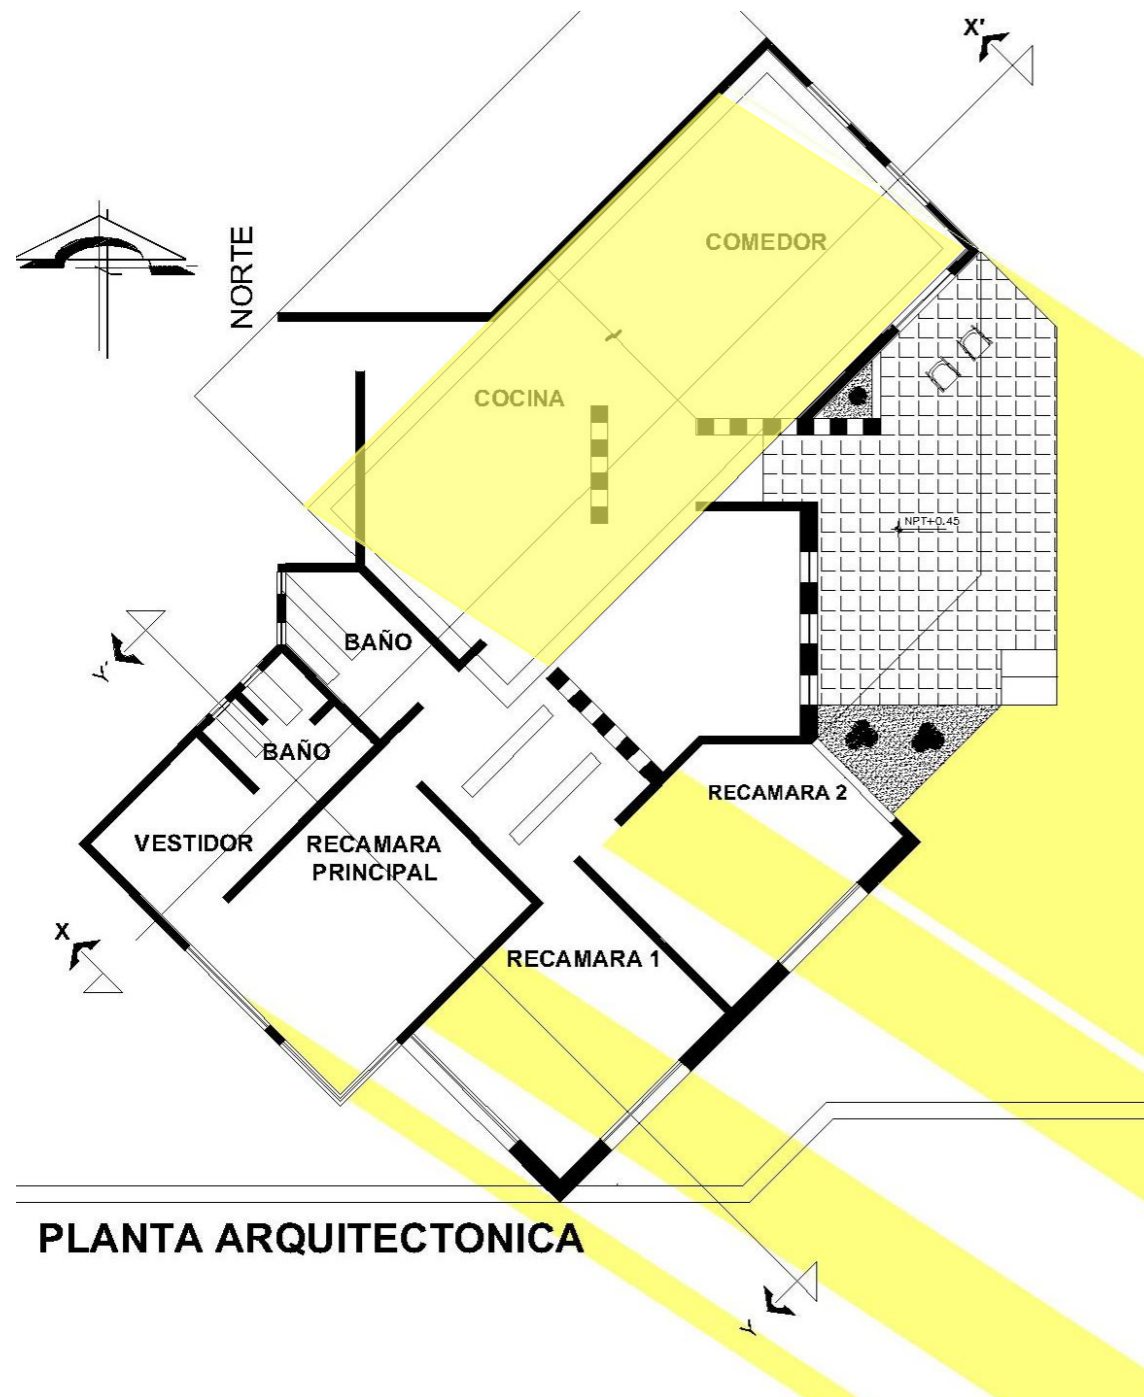 X'
NORTE
COMEDOR
COCINA
NPT+0.45
BAÑO
Y'
BAÑO
RECAMARA 2
VESTIDOR
RECAMARA
PRINCIPAL
X
RECAMARA 1
PLANTA ARQUITECTONICA
Y